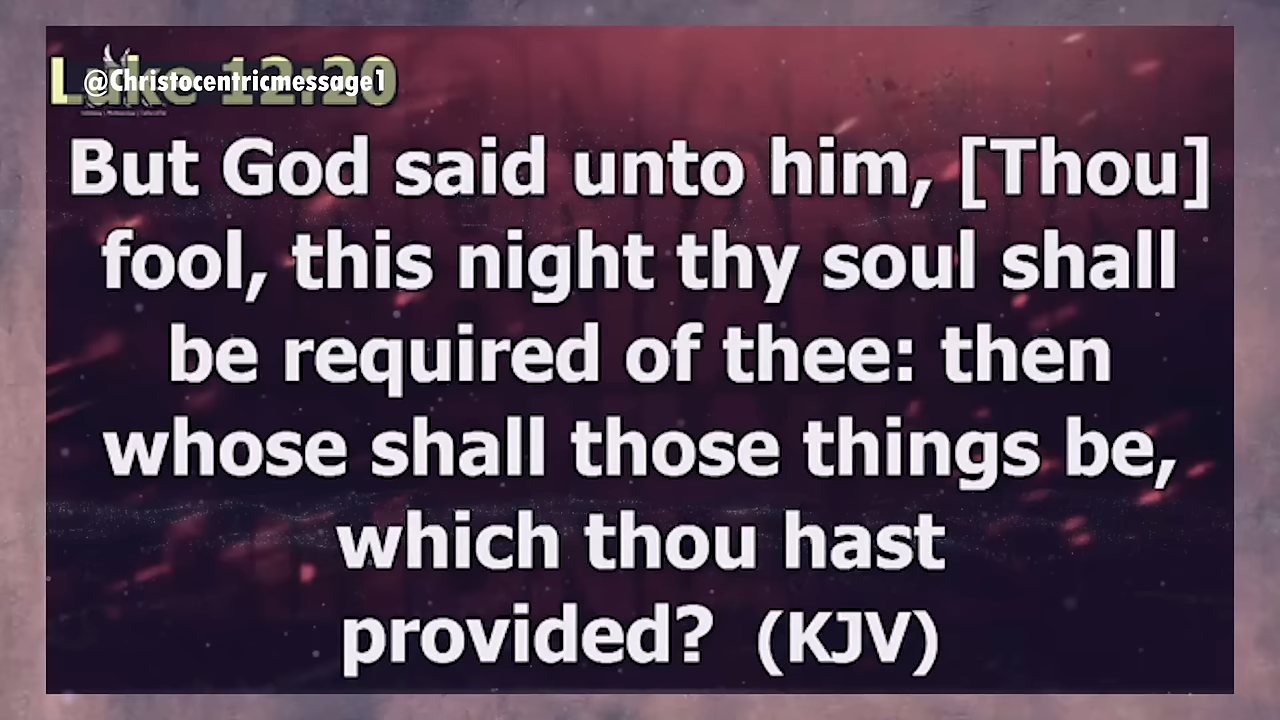 Luke 12:20
@Christocentricmessage1
But God said unto him, [Thou]
fool, this night thy soul shall
be required of thee: then
whose shall those things be,
which thou hast
provided? (KJV)